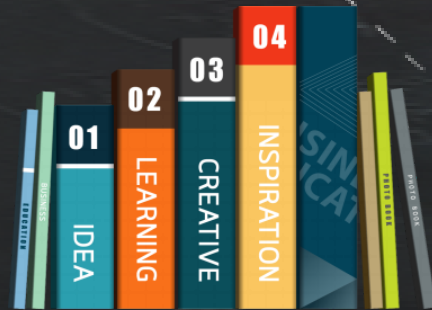 EDUCATION
BUSINESS
01
IDEA
02
LEARNING
03
CREATIVE
04
INSPIRATION
PHOTO BOOK
PHOTO BOOK